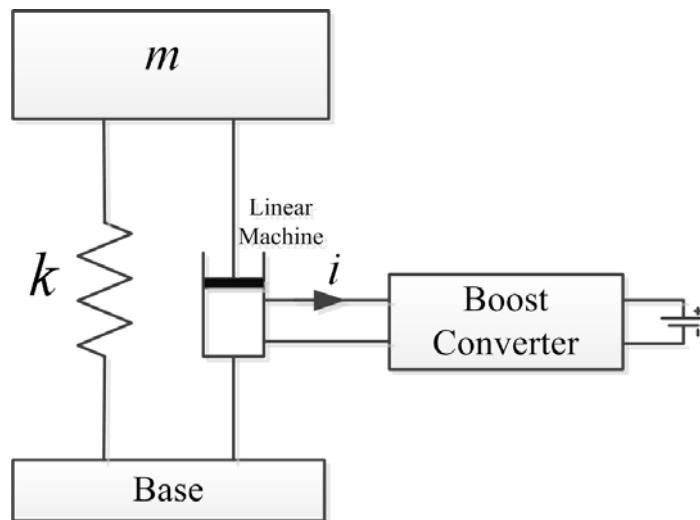 m
Linear
Machine
k
i
Boost
Converter
+
-
Base